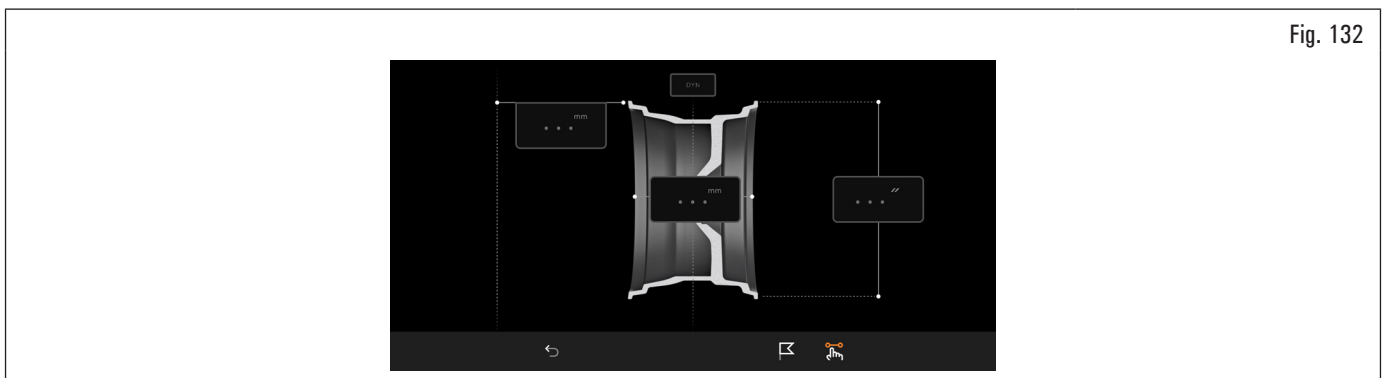 Fig. 132
DYN
mm
. . .
mm
. . .
″
. . .